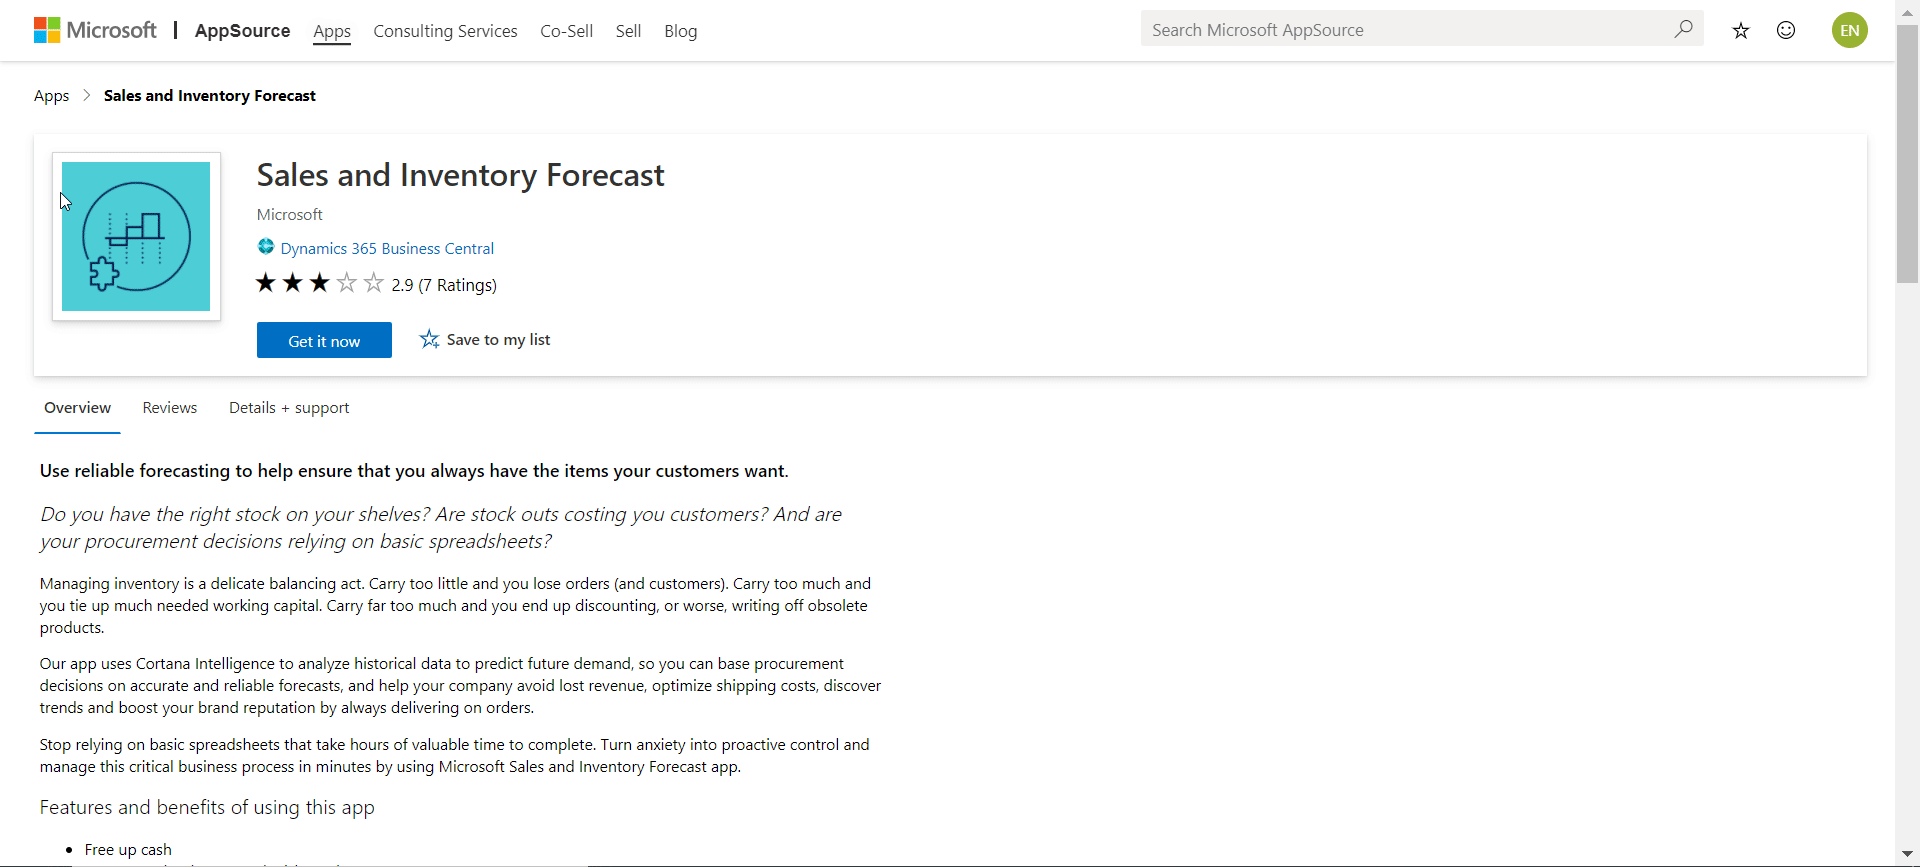 Microsoft | AppSource Apps Consulting Services Co-Sell Sell Blog Search Microsoft AppSource EN
Apps > Sales and Inventory Forecast
Sales and Inventory Forecast
Microsoft
Dynamics 365 Business Central
2.9 (7 Ratings)
Get it now Save to my list
Overview Reviews Details + support
Use reliable forecasting to help ensure that you always have the items your customers want.
Do you have the right stock on your shelves? Are stock outs costing you customers? And are
your procurement decisions relying on basic spreadsheets?
Managing inventory is a delicate balancing act. Carry too little and you lose orders (and customers). Carry too much and
you tie up much needed working capital. Carry far too much and you end up discounting, or worse, writing off obsolete
products.
Our app uses Cortana Intelligence to analyze historical data to predict future demand, so you can base procurement
decisions on accurate and reliable forecasts, and help your company avoid lost revenue, optimize shipping costs, discover
trends and boost your brand reputation by always delivering on orders.
Stop relying on basic spreadsheets that take hours of valuable time to complete. Turn anxiety into proactive control and
manage this critical business process in minutes by using Microsoft Sales and Inventory Forecast app.
Features and benefits of using this app
• Free up cash